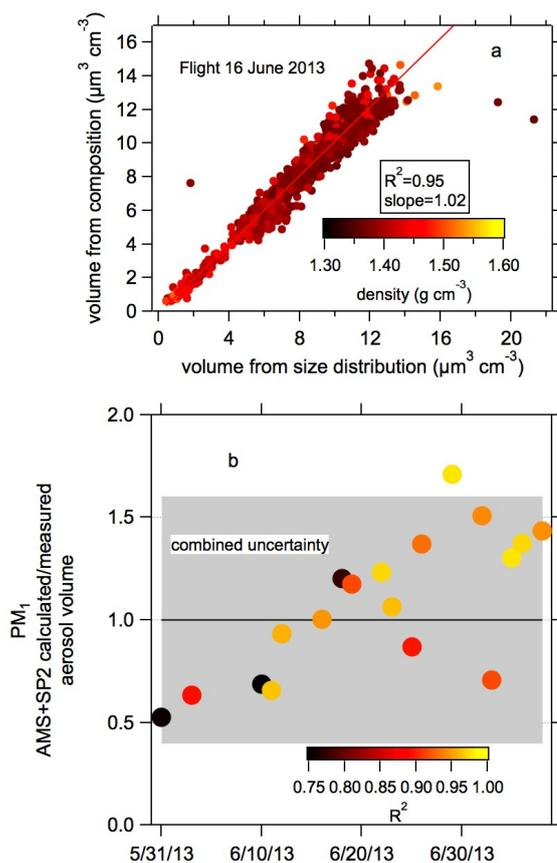 volume from composition (µm³ cm⁻³)
16
14
12
10
8
6
4
2
0
a
Flight 16 June 2013
R²=0.95
slope=1.02
1.30 1.40 1.50 1.60
density (g cm⁻³)
0 4 8 12 16 20
volume from size distribution (µm³ cm⁻³)
PM₁
AMS+SP2 calculated/measured
aerosol volume
2.0
1.5
1.0
0.5
0.0
b
combined uncertainty
0.75 0.80 0.85 0.90 0.95 1.00
R²
5/31/13 6/10/13 6/20/13 6/30/13